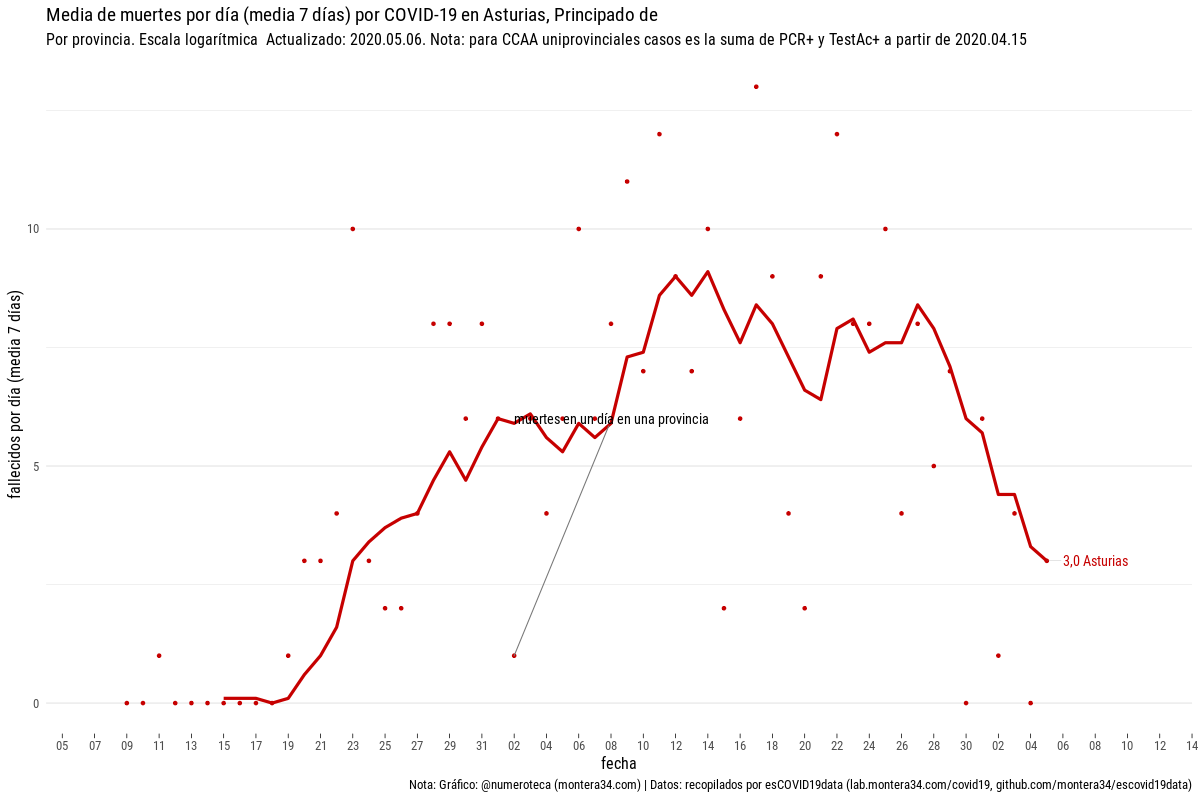 Media de muertes por día (media 7 días) por COVID-19 en Asturias, Principado de
Por provincia. Escala logarítmica  Actualizado: 2020.05.06. Nota: para CCAA uniprovinciales casos es la suma de PCR+ y TestAc+ a partir de 2020.04.15
fallecidos por día (media 7 días)
10
5
0
muertes en un día en una provincia
3,0 Asturias
05 07 09 11 13 15 17 19 21 23 25 27 29 31 02 04 06 08 10 12 14 16 18 20 22 24 26 28 30 02 04 06 08 10 12 14
fecha
Nota: Gráfico: @numeroteca (montera34.com) | Datos: recopilados por esCOVID19data (lab.montera34.com/covid19, github.com/montera34/escovid19data)